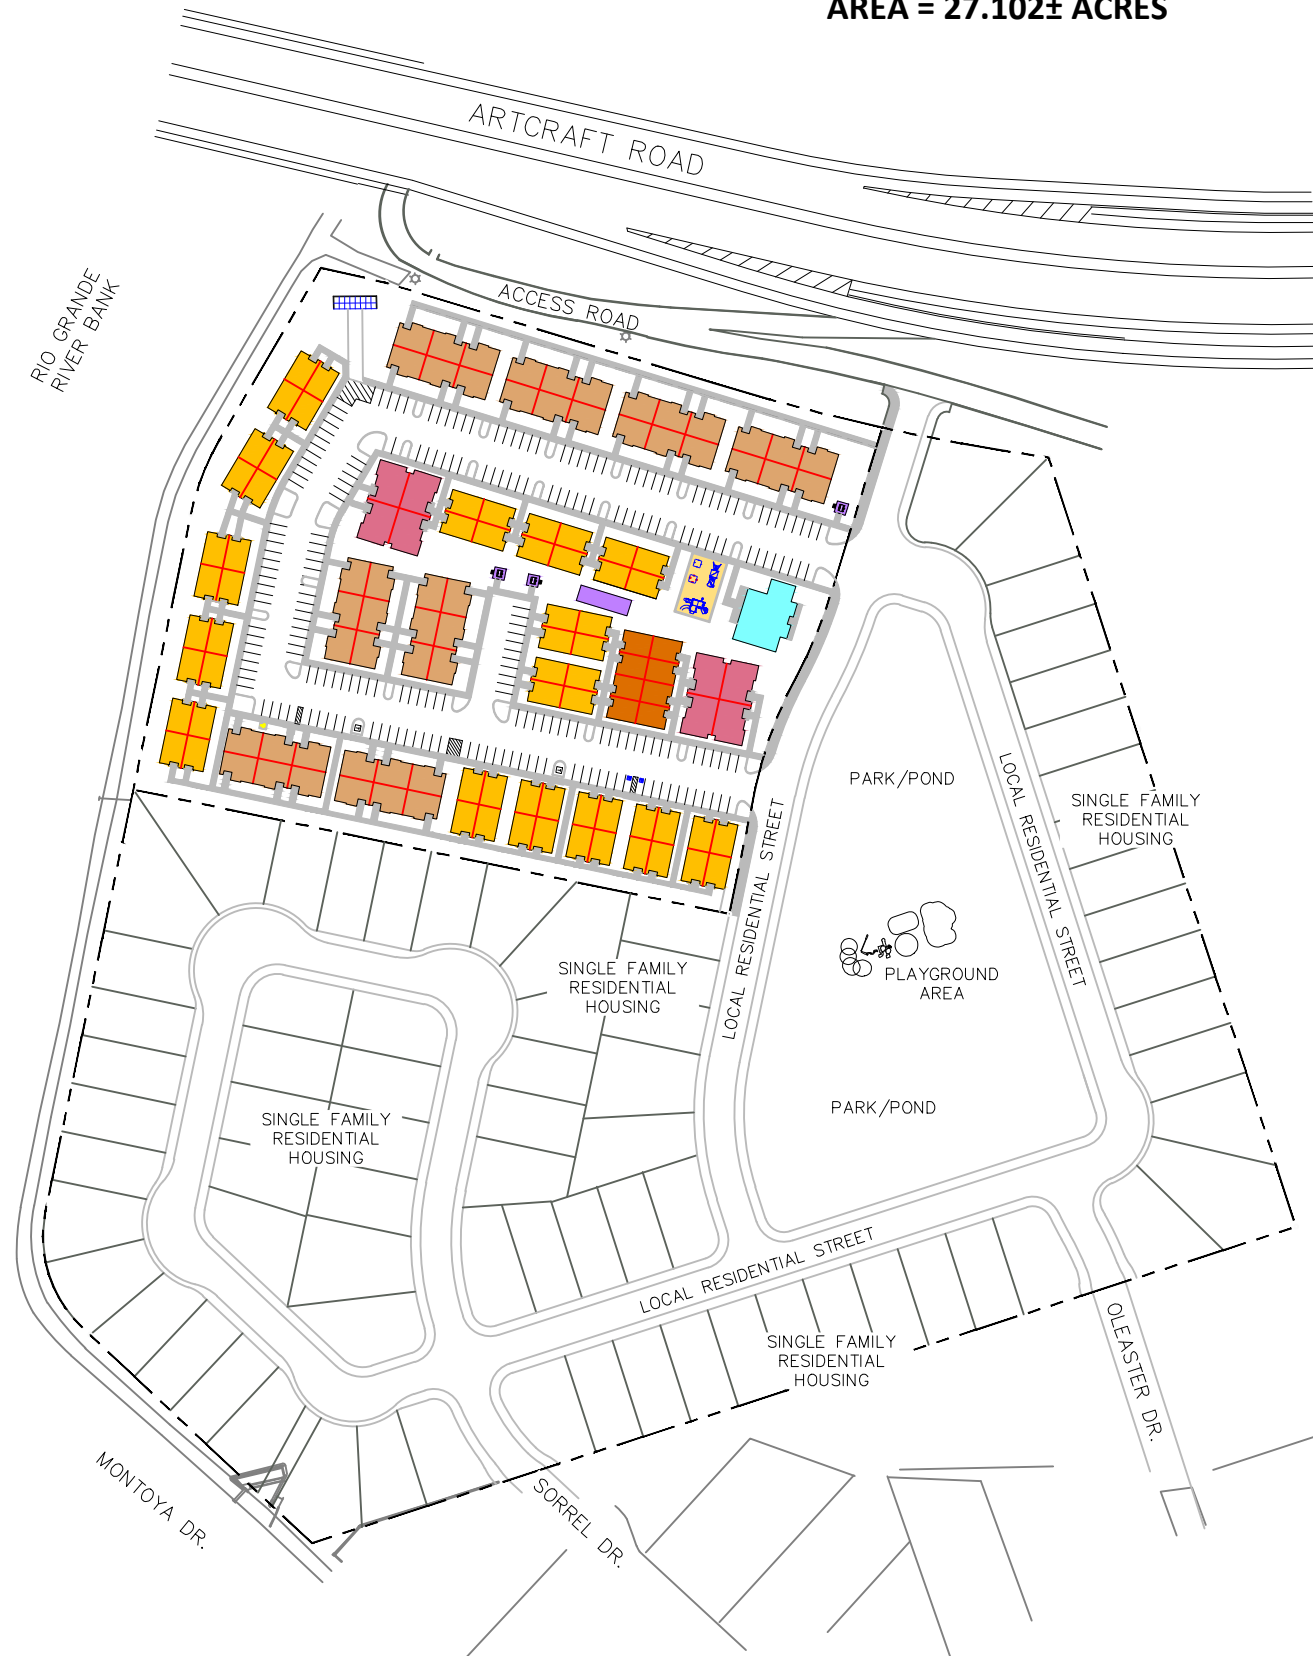 AREA = 27.102± ACRES
ARTCRAFT ROAD
ACCESS ROAD
RIO GRANDE
RIVER BANK
PARK/POND
LOCAL RESIDENTIAL STREET
SINGLE FAMILY
RESIDENTIAL
HOUSING
LOCAL RESIDENTIAL STREET
SINGLE FAMILY
RESIDENTIAL
HOUSING
PLAYGROUND
AREA
SINGLE FAMILY
RESIDENTIAL
HOUSING
PARK/POND
LOCAL RESIDENTIAL STREET
SINGLE FAMILY
RESIDENTIAL
HOUSING
OLEASTER DR.
MONTOYA DR.
SORREL DR.